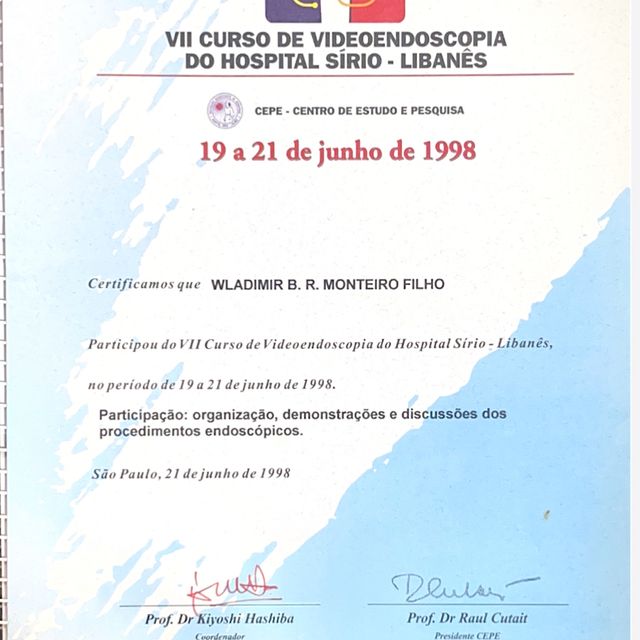 VII CURSO DE VIDEOENDOSCOPIA
DO HOSPITAL SÍRIO - LIBANÊS
CEPE - CENTRO DE ESTUDO E PESQUISA
19 a 21 de junho de 1998
Certificamos que WLADIMIR B. R. MONTEIRO FILHO
Participou do VII Curso de Videoendoscopia do Hospital Sírio - Libanês,
no período de 19 a 21 de junho de 1998.
Participação: organização, demonstrações e discussões dos
procedimentos endoscópicos.
São Paulo, 21 de junho de 1998
Prof. Dr Kiyoshi Hashiba Prof. Dr Raul Cutait
Coordenador Presidente CEPE